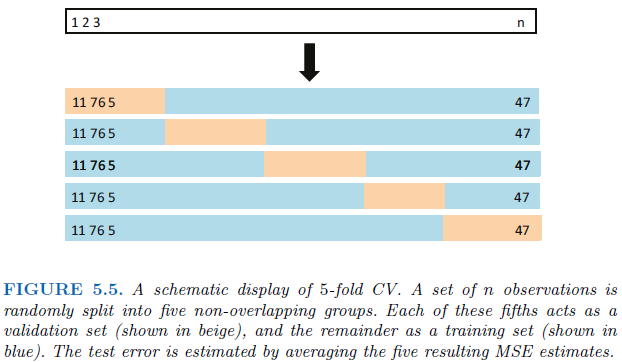 1 2 3 n
11 76 5 47
11 76 5 47
11 76 5 47
11 76 5 47
11 76 5 47
FIGURE 5.5. A schematic display of 5-fold CV. A set of n observations is
randomly split into five non-overlapping groups. Each of these fifths acts as a
validation set (shown in beige), and the remainder as a training set (shown in
blue). The test error is estimated by averaging the five resulting MSE estimates.